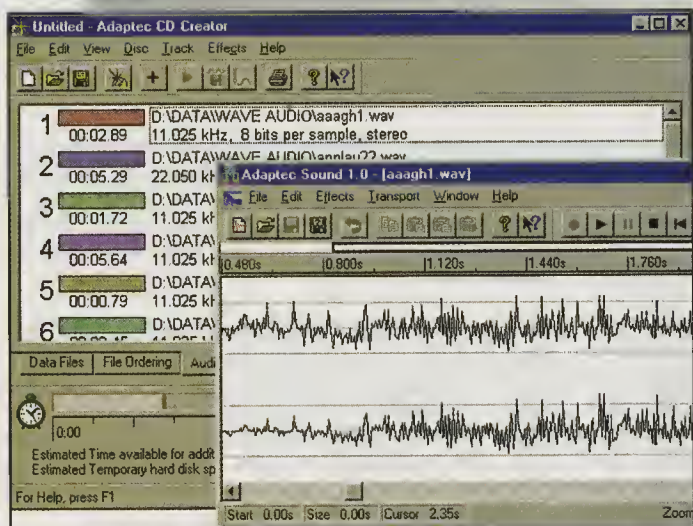 Untitled - Adaptec CD Creator
File Edit View Disc Track Effects Help
1 D:\DATA\WAVE AUDIO\aaagh1.wav
00:02.89 11.025 kHz, 8 bits per sample, stereo
2 D:\DATA\WAVE AUDIO\applau22.wav
00:05.29 22.050 kH
3 D:\DATA\
00:01.72 11.025 kH
4 D:\DATA\
00:05.64 11.025 kH
5 D:\DATA\
00:00.79 11.025 kH
6 D:\DATA\
Data Files File Ordering Audi
0:00
Estimated Time available for addit
Estimated Temporary hard disk sp
For Help, press F1
Adaptec Sound 1.0 - [aaagh1.wav]
File Edit Effects Transport Window Help
0.480s 0.800s 1.120s 1.440s 1.760s
Start 0.00s Size 0.00s Cursor 2.35s Zoom